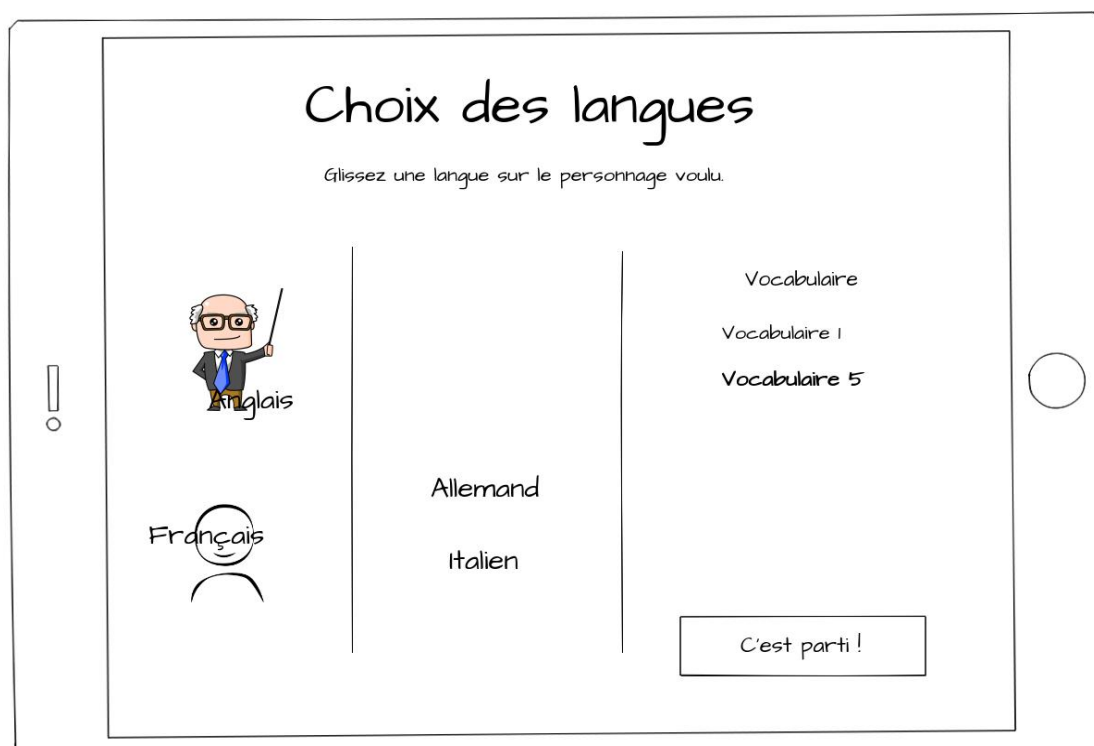 Choix des langues
Glissez une langue sur le personnage voulu.
Anglais
Français
Allemand
Italien
Vocabulaire
Vocabulaire 1
Vocabulaire 5
C'est parti !